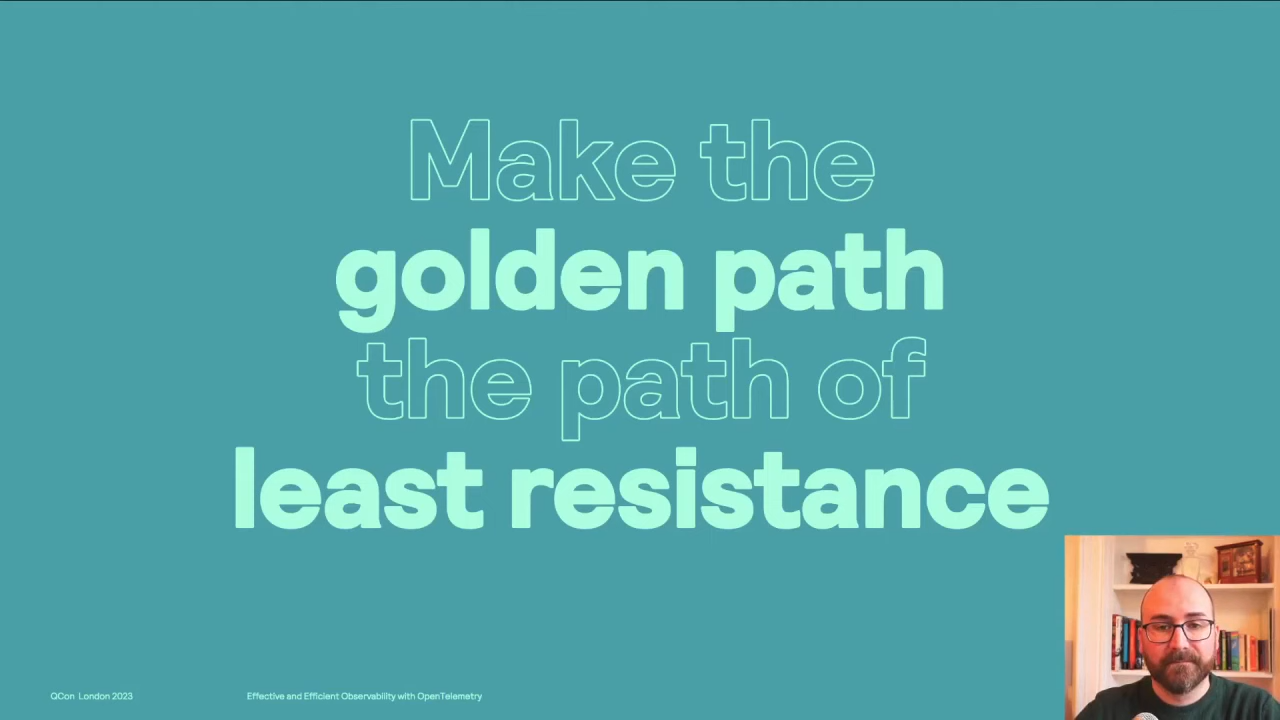 Make the
golden path
the path of
least resistance
QCon London 2023
Effective and Efficient Observability with OpenTelemetry